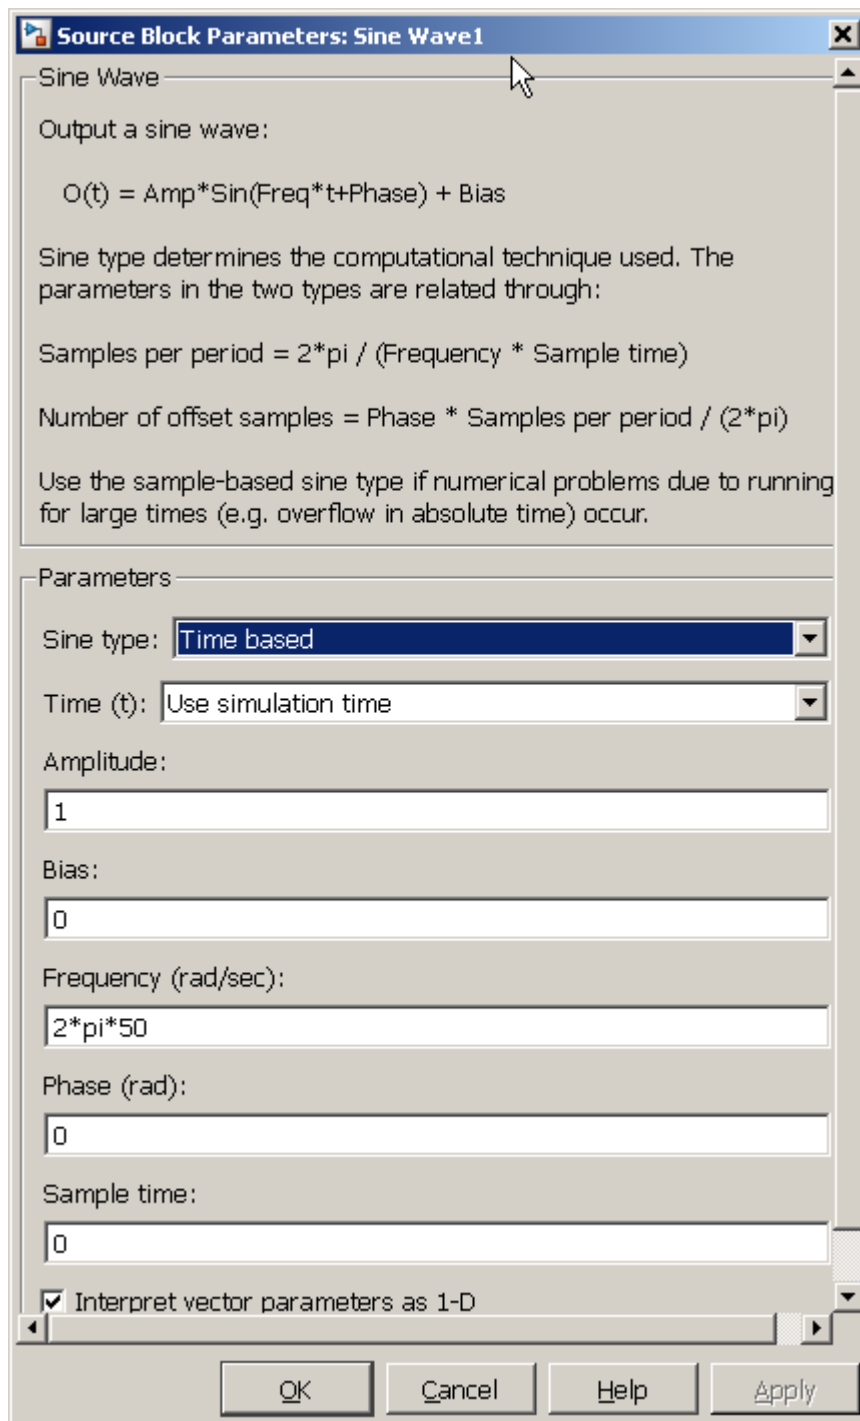 Source Block Parameters: Sine Wave1
Sine Wave
Output a sine wave:
O(t) = Amp*Sin(Freq*t+Phase) + Bias
Sine type determines the computational technique used. The
parameters in the two types are related through:
Samples per period = 2*pi / (Frequency * Sample time)
Number of offset samples = Phase * Samples per period / (2*pi)
Use the sample-based sine type if numerical problems due to running
for large times (e.g. overflow in absolute time) occur.
Parameters
Sine type: Time based
Time (t): Use simulation time
Amplitude:
1
Bias:
0
Frequency (rad/sec):
2*pi*50
Phase (rad):
0
Sample time:
0
Interpret vector parameters as 1-D
OK Cancel Help Apply